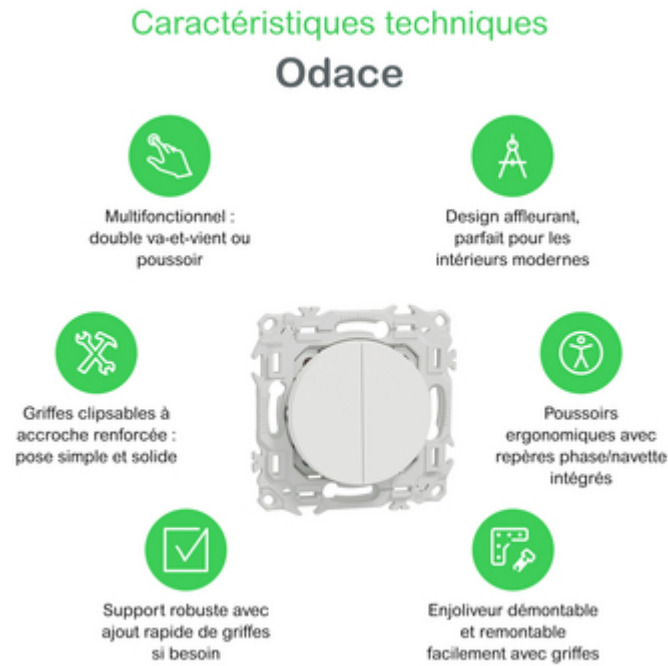 Caractéristiques techniques
Odace
Multifonctionnel :
double va-et-vient ou
poussoir
Design affleurant,
parfait pour les
intérieurs modernes
Griffes clipsables à
accroche renforcée :
pose simple et solide
Poussoirs
ergonomiques avec
repères phase/navette
intégrés
Support robuste avec
ajout rapide de griffes
si besoin
Enjoliveur démontable
et remontable
facilement avec griffes